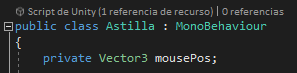 Script de Unity (1 referencia de recurso) | 0 referencias
public class Astilla : MonoBehaviour
{
private Vector3 mousePos;